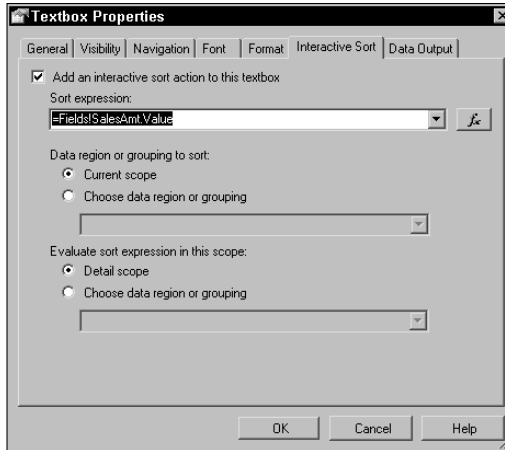 Textbox Properties
General Visibility Navigation Font Format Interactive Sort Data Output
Add an interactive sort action to this textbox
Sort expression:
=Fields!SalesAmt.Value
fx
Data region or grouping to sort:
Current scope
Choose data region or grouping
Evaluate sort expression in this scope:
Detail scope
Choose data region or grouping
OK Cancel Help